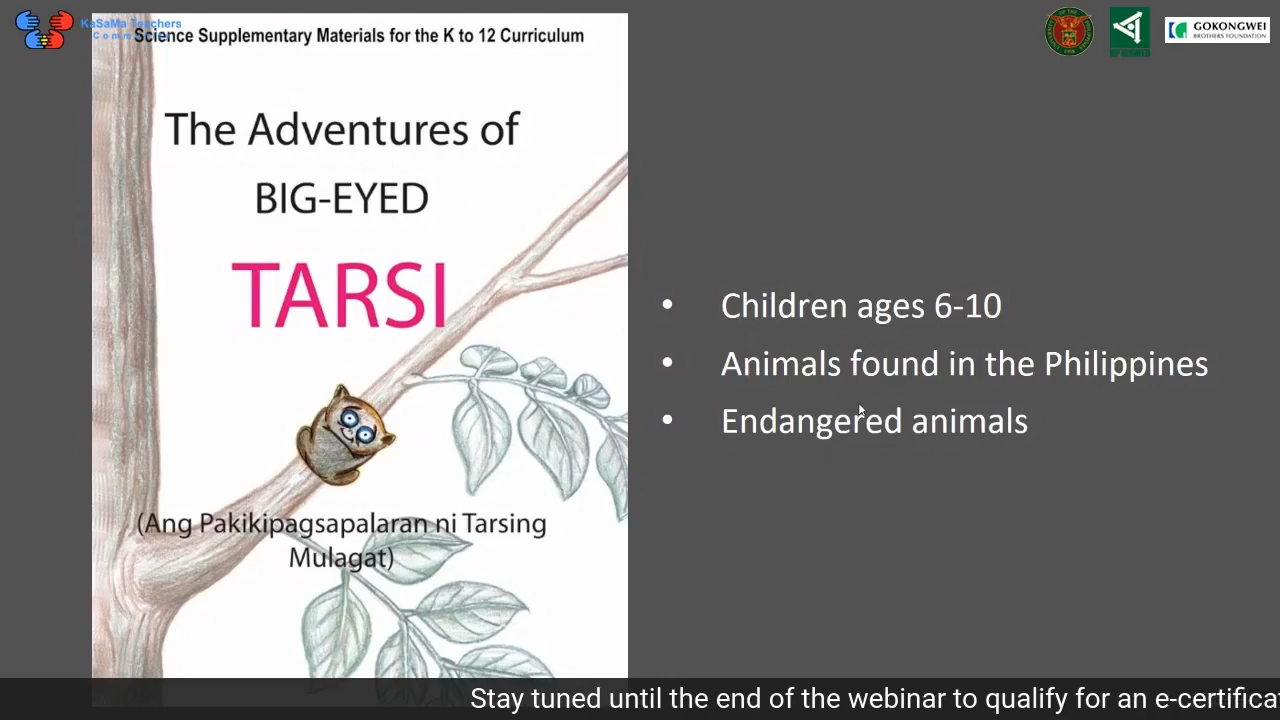 KaSaMa Teachers
Community
Science Supplementary Materials for the K to 12 Curriculum
GOKONGWEI
BROTHERS FOUNDATION
The Adventures of
BIG-EYED
TARSI
(Ang Pakikipagsapalaran ni Tarsing
Mulagat)
• Children ages 6-10
• Animals found in the Philippines
• Endangered animals
Stay tuned until the end of the webinar to qualify for an e-certifica